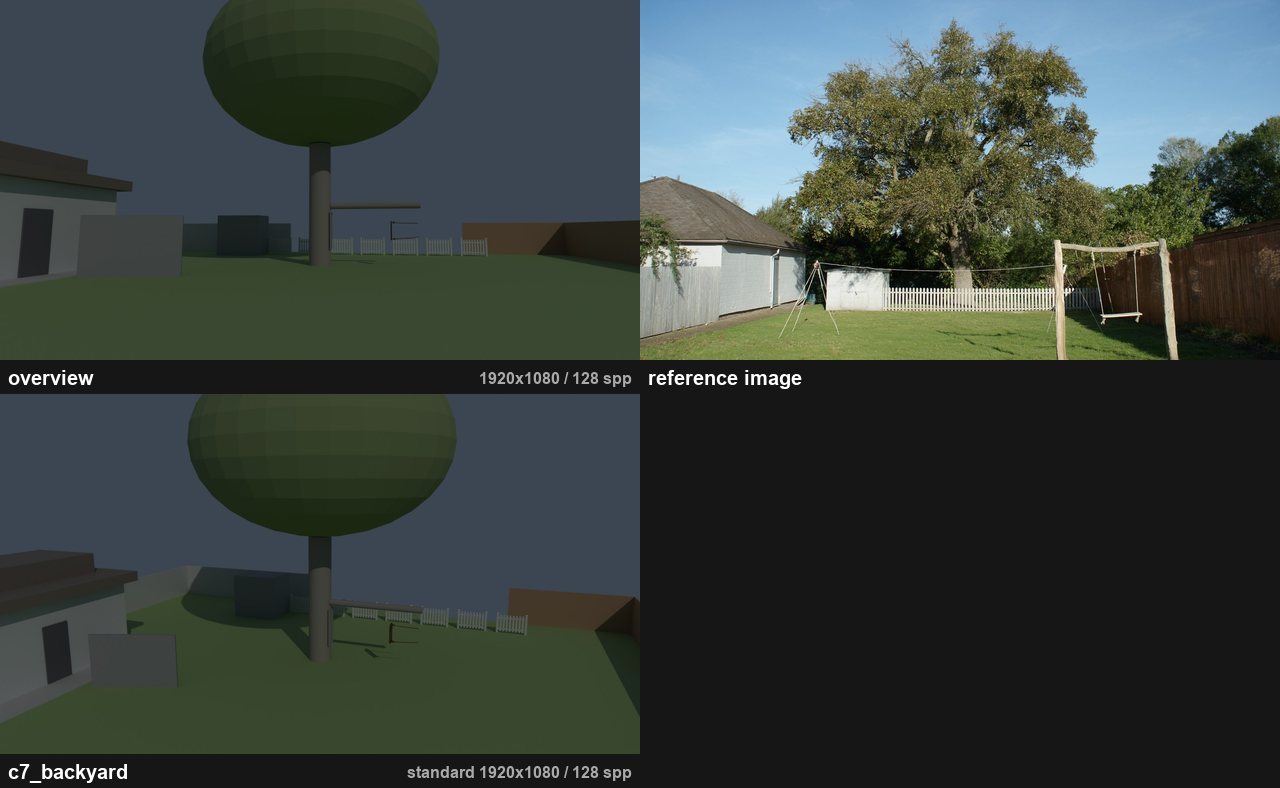 overview
1920x1080 / 128 spp
reference image
c7_backyard
standard 1920x1080 / 128 spp